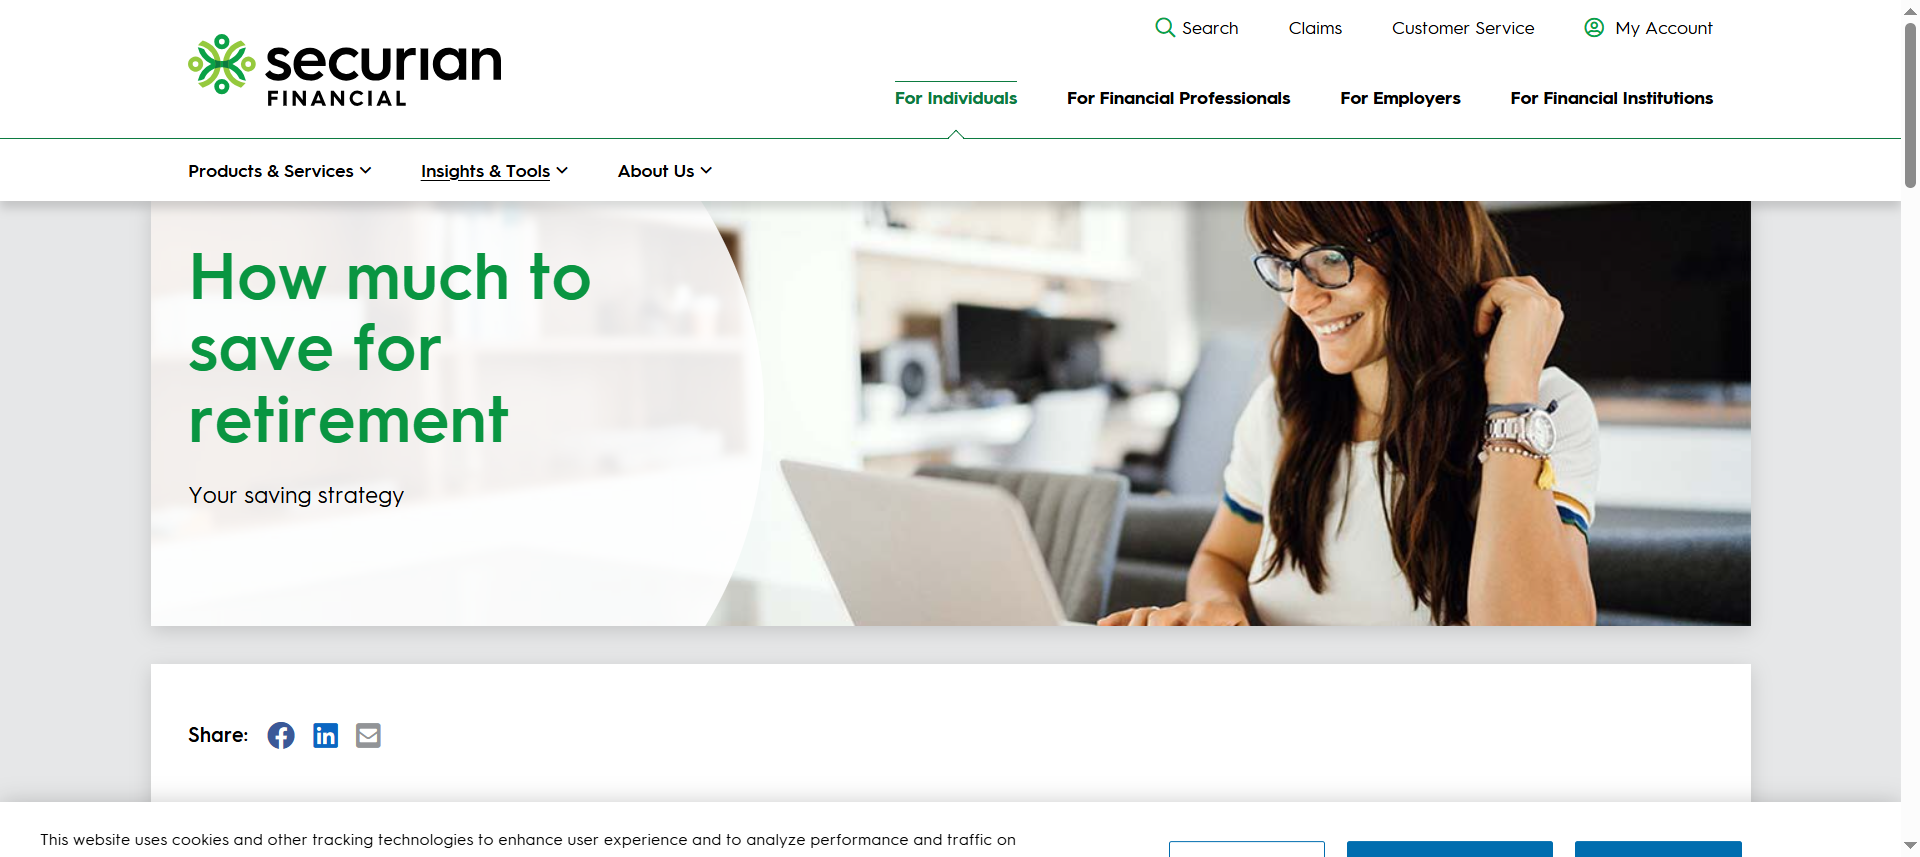 Search
Claims
Customer Service
My Account
securian
FINANCIAL
For Individuals
For Financial Professionals
For Employers
For Financial Institutions
Products & Services
Insights & Tools
About Us
How much to
save for
retirement
Your saving strategy
Share:
This website uses cookies and other tracking technologies to enhance user experience and to analyze performance and traffic on